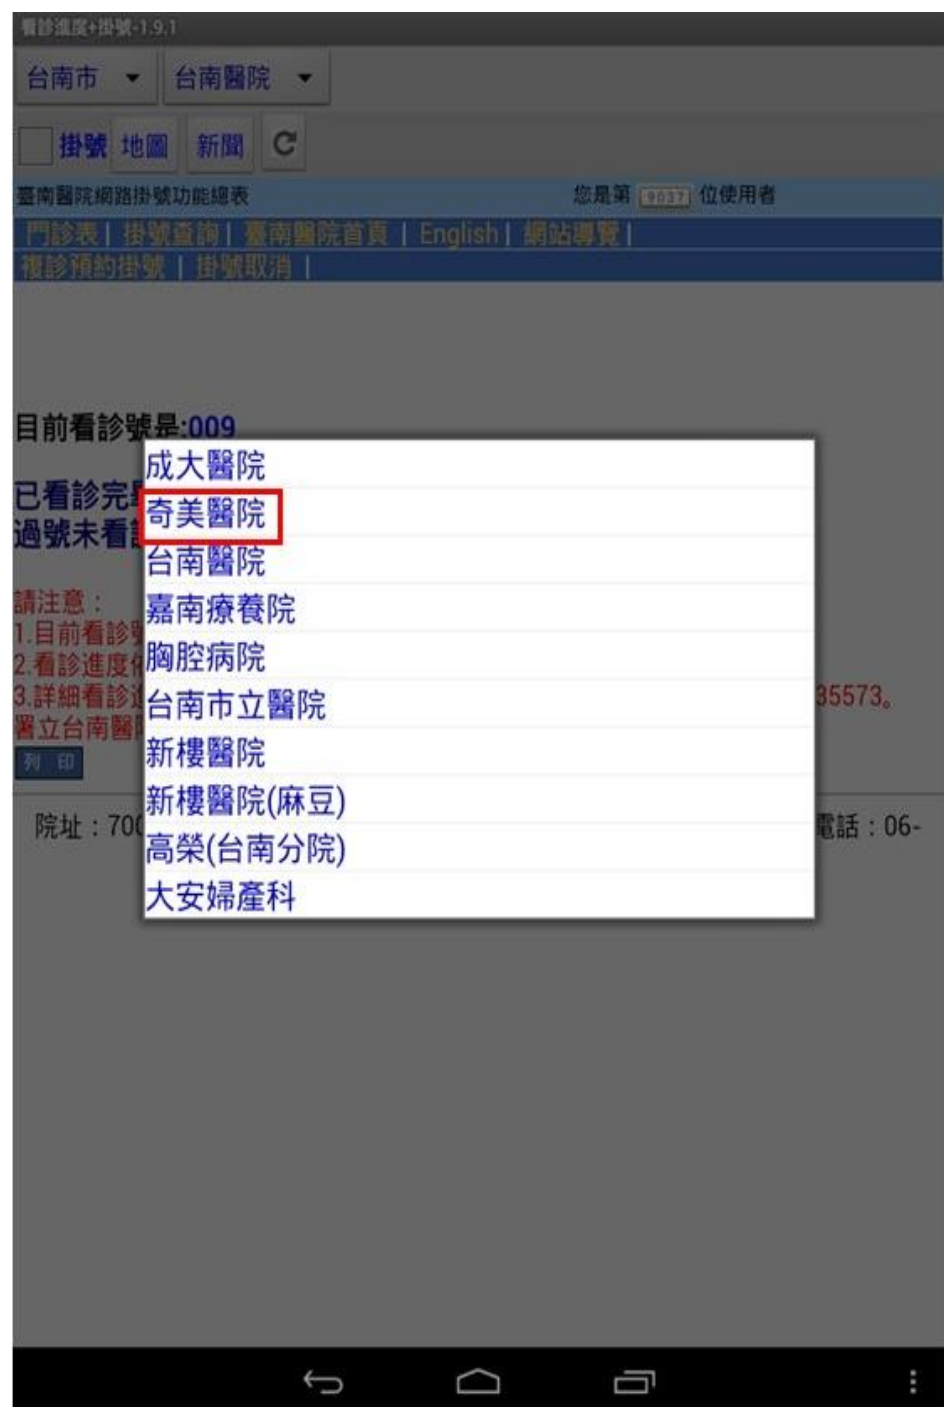 看診進度+掛號-1.9.1
台南市 台南醫院
掛號 地圖 新聞
臺南醫院網路掛號功能總表 您是第 9037 位使用者
門診表 | 掛號查詢 | 臺南醫院首頁 | English | 網站導覽 |
複診預約掛號 | 掛號取消 |
目前看診號是:009
已看診完
過號未看
請注意：
1.目前看診
2.看診進度
3.詳細看診 35573。
署立台南醫
列 印
院址：700 電話：06-
成大醫院
奇美醫院
台南醫院
嘉南療養院
胸腔病院
台南市立醫院
新樓醫院
新樓醫院(麻豆)
高榮(台南分院)
大安婦產科